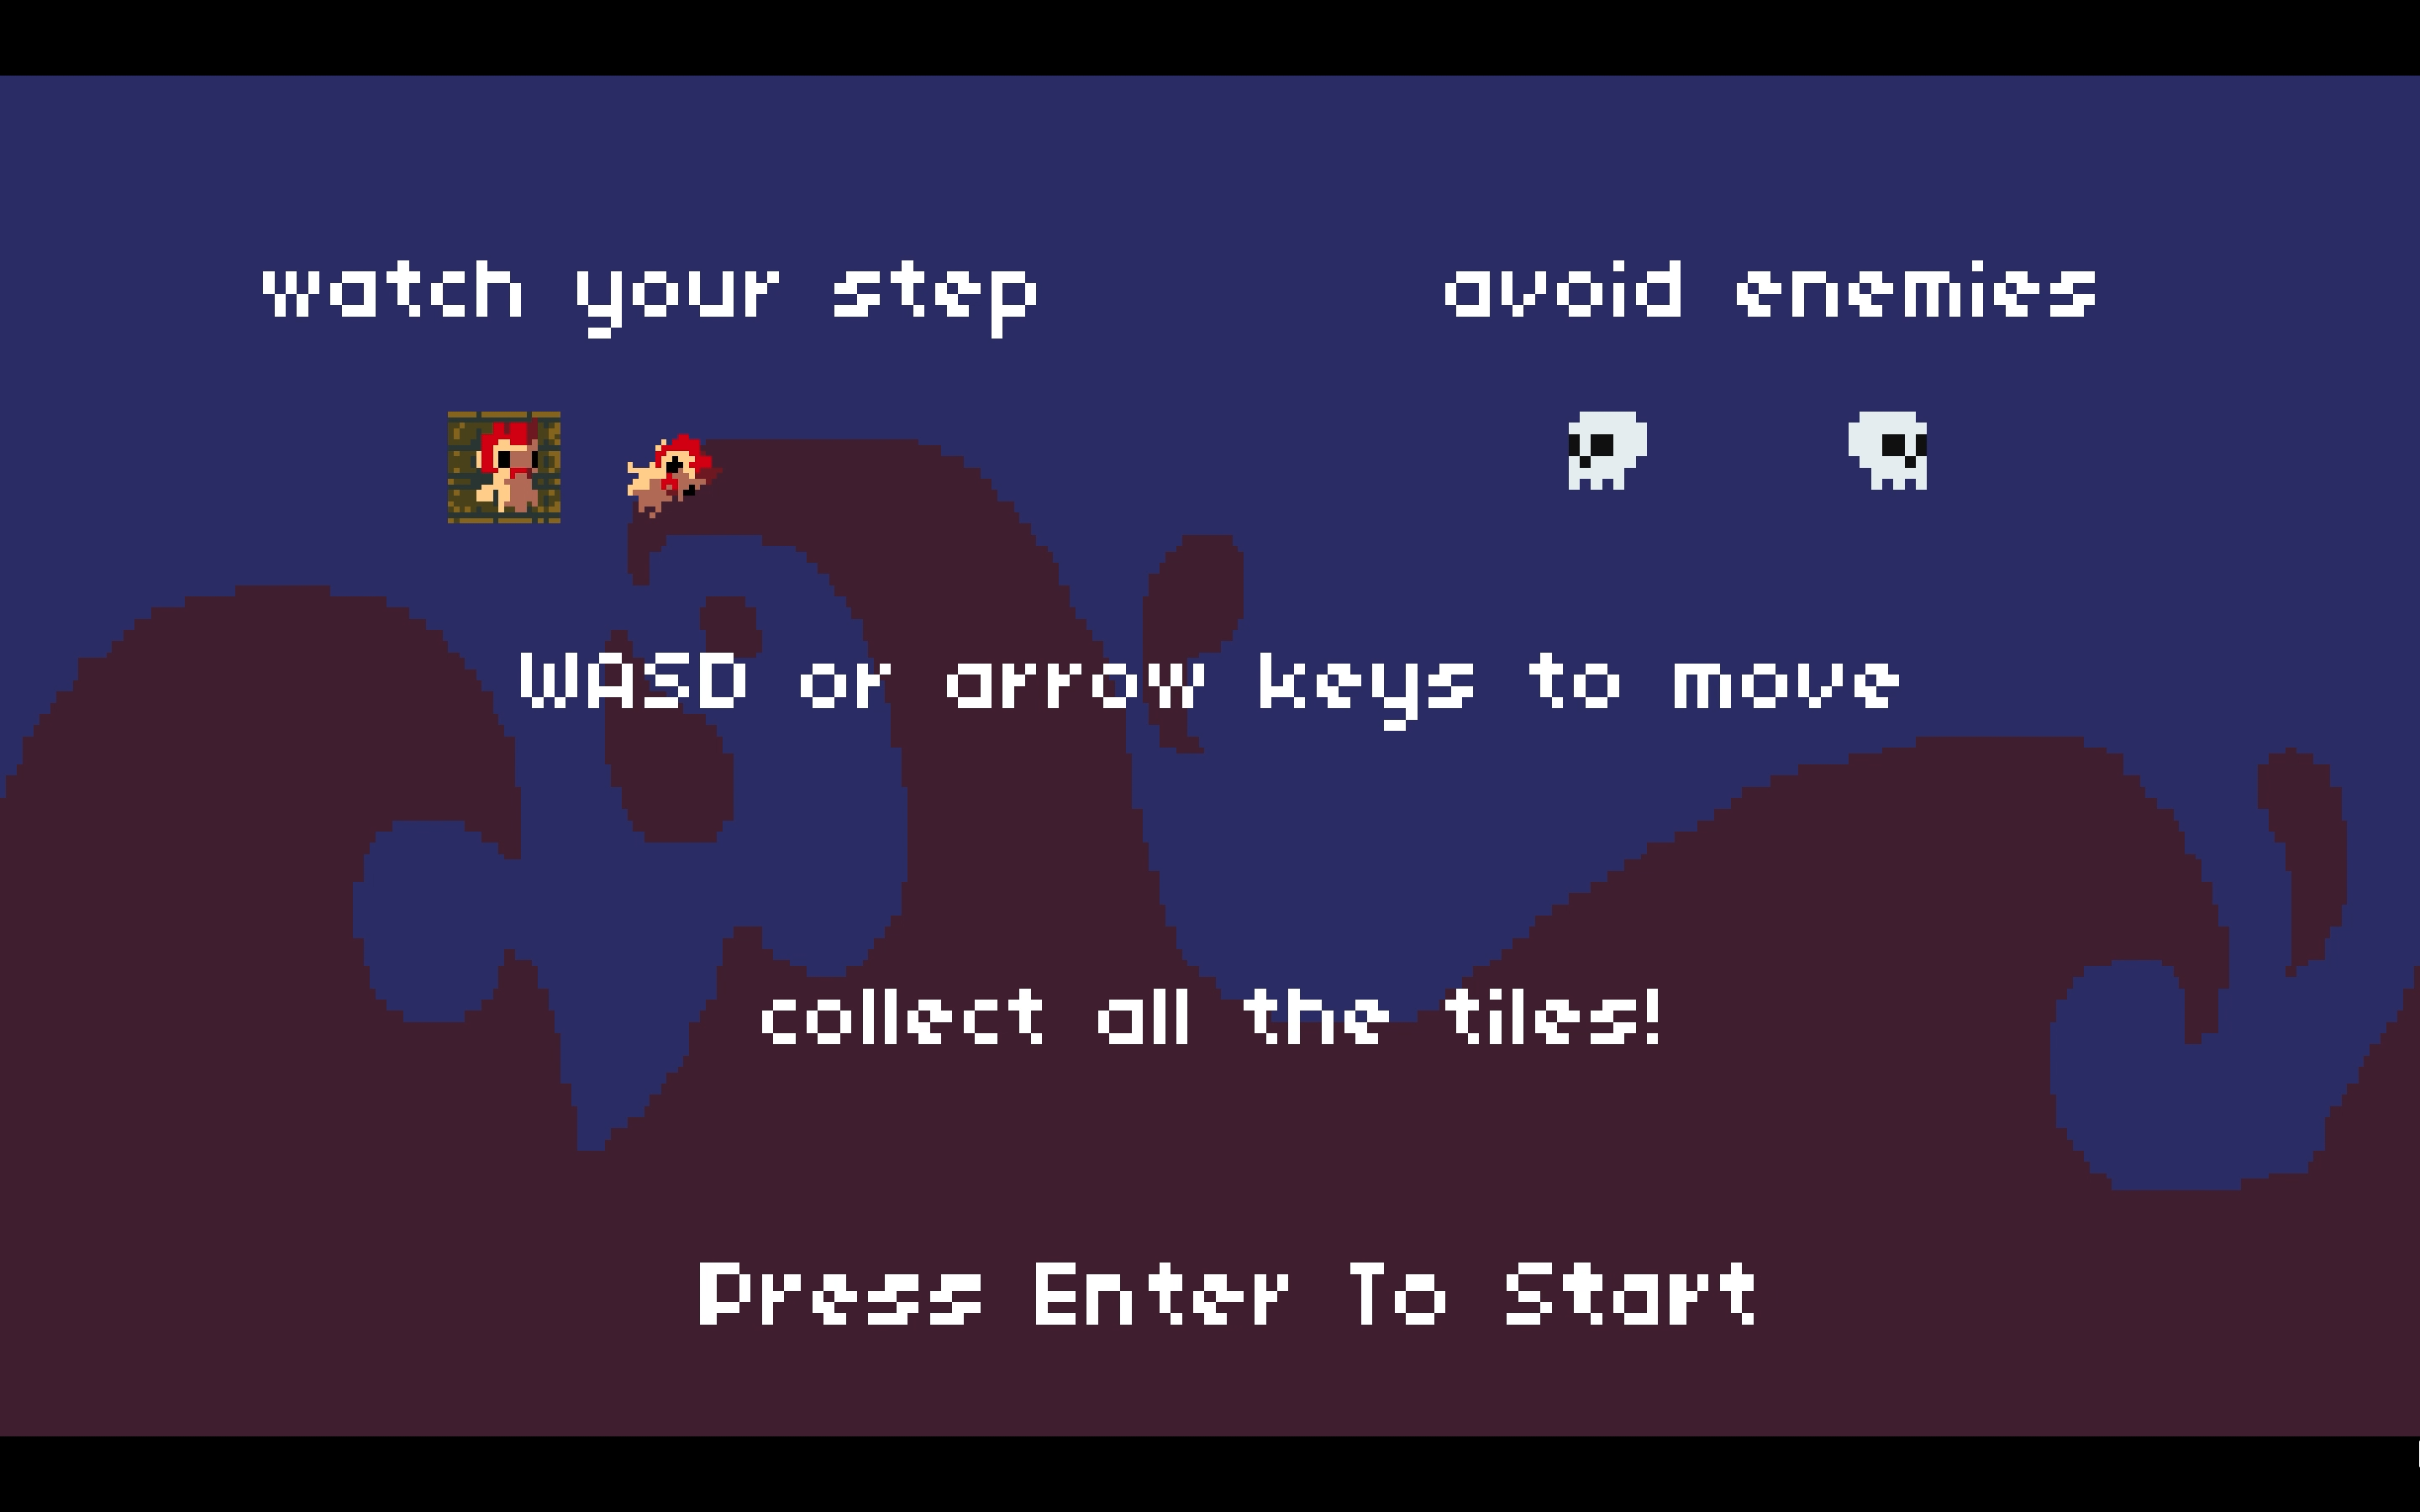 watch your step
avoid enemies
WASD or arrow keys to move
collect all the tiles!
Press Enter To Start